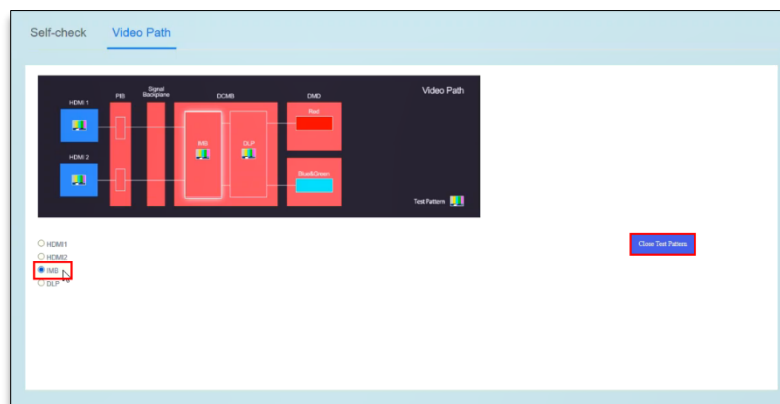 Self-check Video Path
Video Path
HDMI 1
PIB
Signal
Backplane
DCMB
DMD
Red
IMB
DLP
HDMI 2
Blue&Green
Test Pattern
HDMI1
HDMI2
IMB
DLP
Close Test Pattern